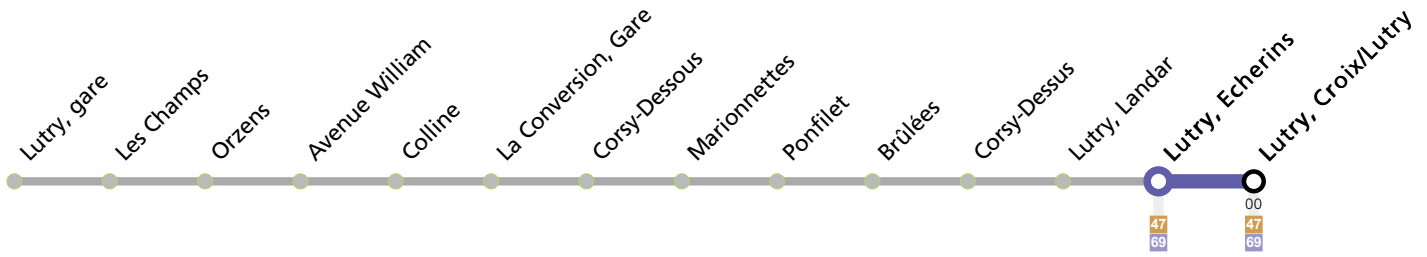 Lutry, gare
Les Champs
Orzens
Avenue William
Colline
La Conversion, Gare
Corsy-Dessous
Marionnettes
Ponfilet
Brûlées
Corsy-Dessus
Lutry, Landar
Lutry, Echerins
Lutry, Croix/Lutry
00
47
47
69
69